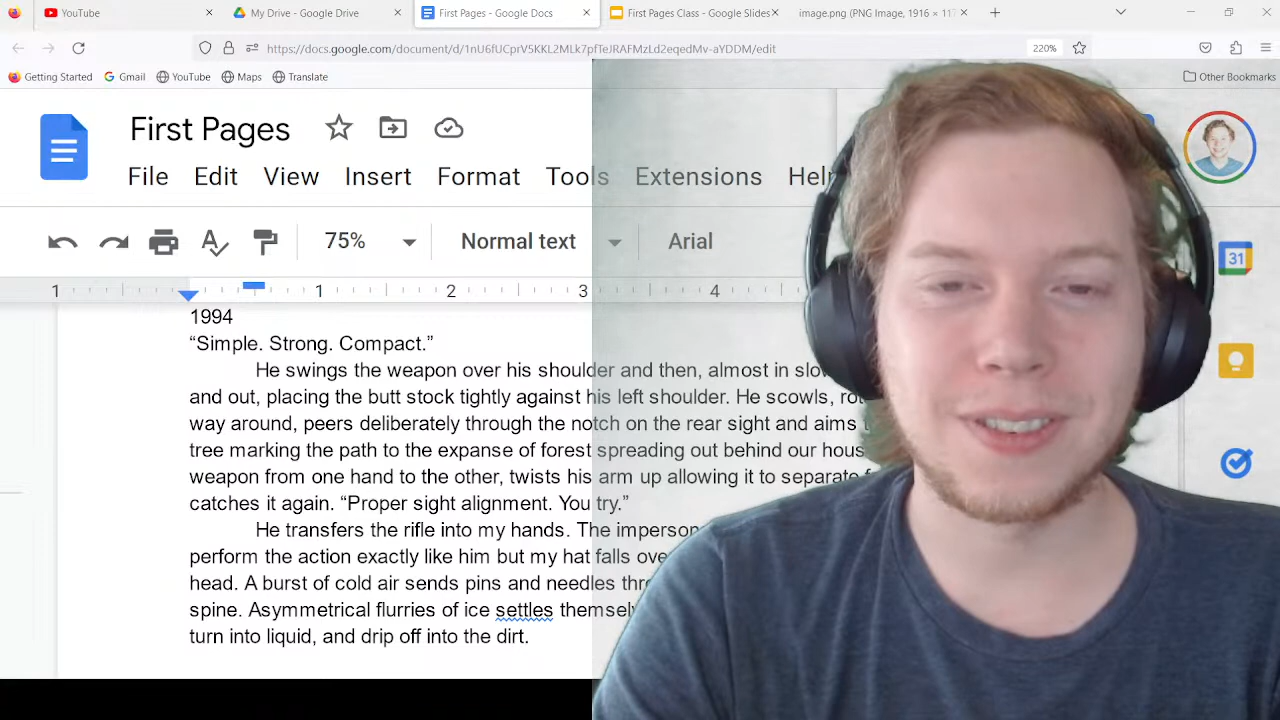 YouTube × My Drive - Google Drive × First Pages - Google Docs × First Pages Class - Google Slides × image.png (PNG Image, 1916 × 11 × +
https://docs.google.com/document/d/1nU6fUCprV5KKL2MLk7pfTeJRAFMzLd2eqedMv-aYDDM/edit 220%
Getting Started Gmail YouTube Maps Translate Other Bookmarks
First Pages
File Edit View Insert Format Tools Extensions Help
75% Normal text Arial
1 1 2 3 4
31
1994
“Simple. Strong. Compact.”
He swings the weapon over his shoulder and then, almost in
and out, placing the butt stock tightly against his left shoulder. He scowls,
way around, peers deliberately through the notch on the rear sight and aims
tree marking the path to the expanse of forest spreading out behind our
weapon from one hand to the other, twists his arm up allowing it to separate
catches it again. “Proper sight alignment. You try.”
He transfers the rifle into my hands. The
perform the action exactly like him but my hat falls
head. A burst of cold air sends pins and needles
spine. Asymmetrical flurries of ice settles
turn into liquid, and drip off into the dirt.